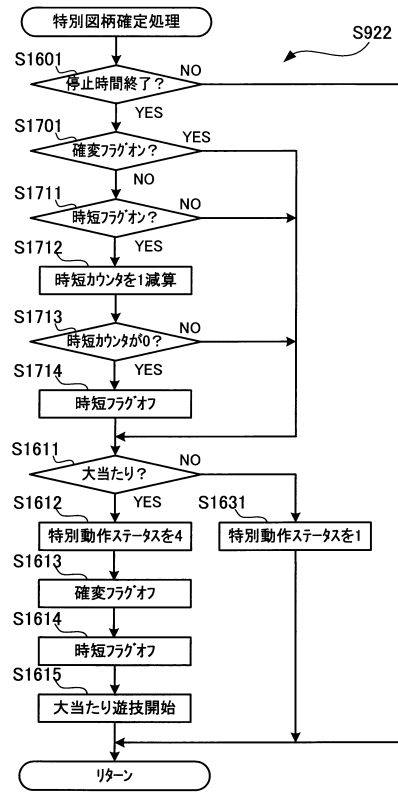 特別図柄確定処理
S922
S1601
停止時間終了？
NO
YES
S1701
確変フラグオン？
YES
NO
S1711
時短フラグオン？
NO
YES
S1712
時短カウンタを1減算
S1713
時短カウンタが0？
NO
YES
S1714
時短フラグオフ
S1611
大当たり？
NO
YES
S1612
特別動作ステータスを4
S1631
特別動作ステータスを1
S1613
確変フラグオフ
S1614
時短フラグオフ
S1615
大当たり遊技開始
リターン